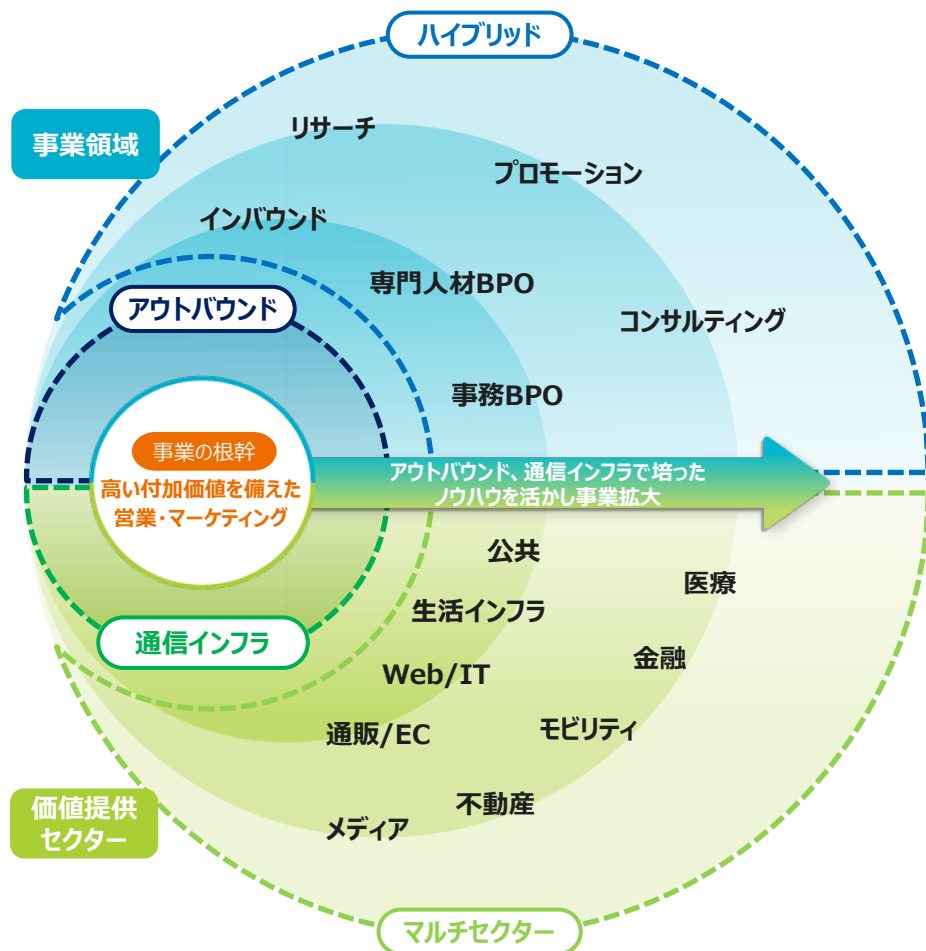 ハイブリッド
事業領域
リサーチ
プロモーション
インバウンド
専門人材BPO
アウトバウンド
コンサルティング
事務BPO
事業の根幹
高い付加価値を備えた
営業・マーケティング
アウトバウンド、通信インフラで培った
ノウハウを活かし事業拡大
公共
医療
生活インフラ
通信インフラ
金融
Web/IT
通販/EC
モビリティ
価値提供
セクター
不動産
メディア
マルチセクター